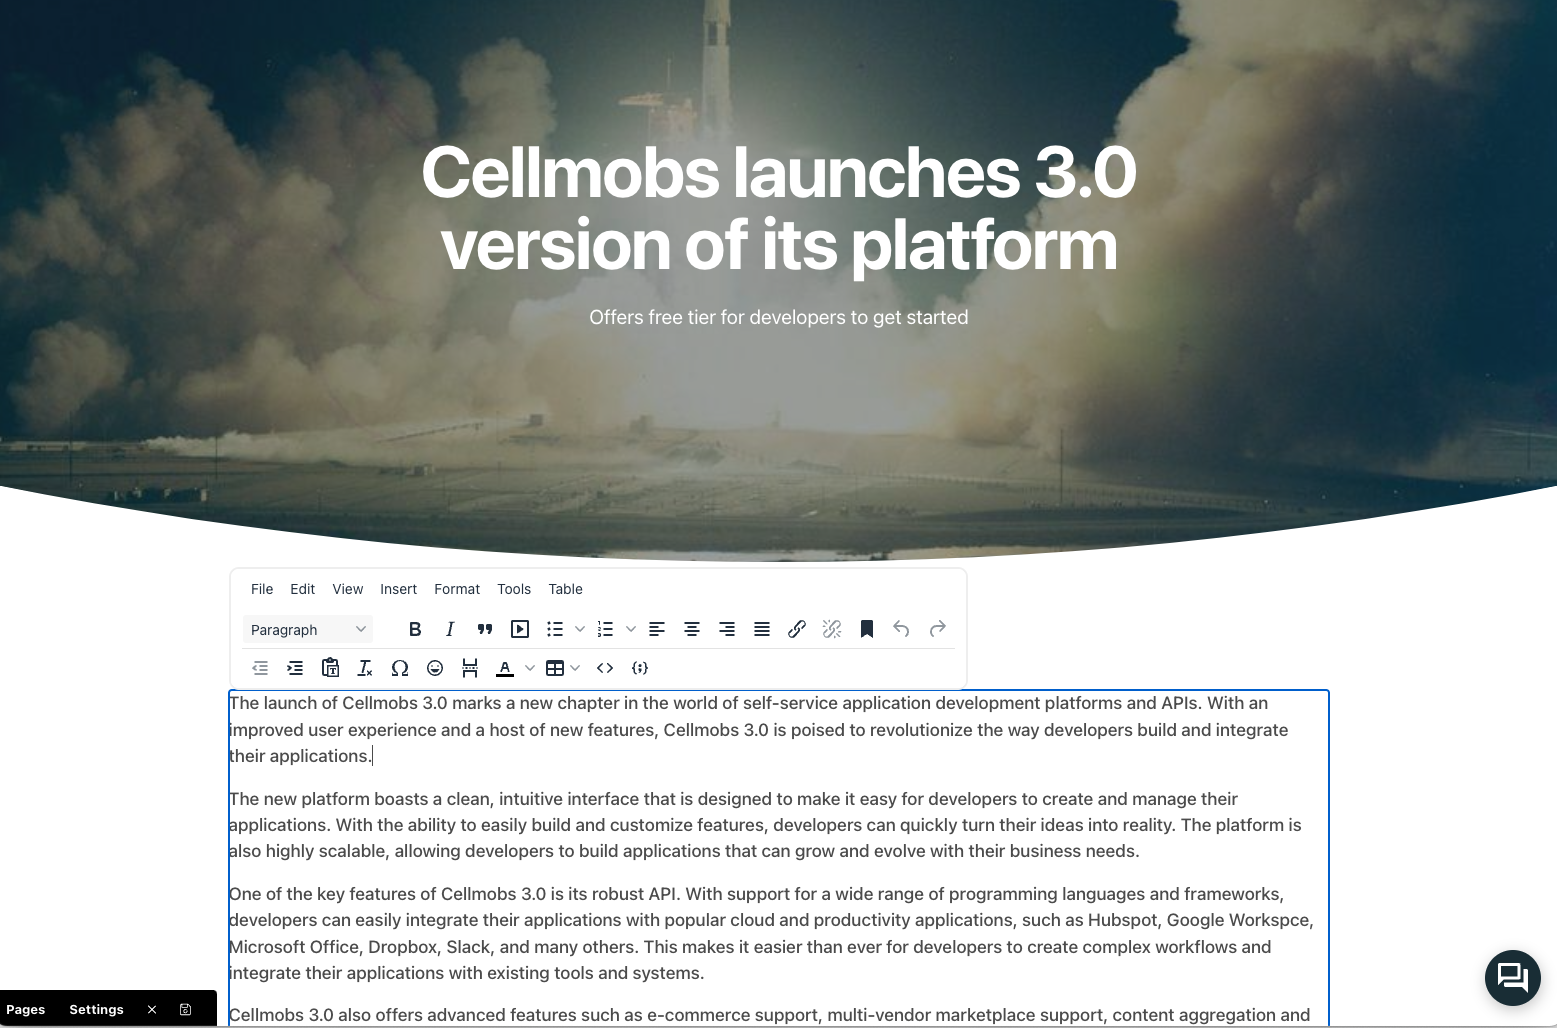 Cellmobs launches 3.0
version of its platform
Offers free tier for developers to get started
File Edit View Insert Format Tools Table
Paragraph
The launch of Cellmobs 3.0 marks a new chapter in the world of self-service application development platforms and APIs. With an
improved user experience and a host of new features, Cellmobs 3.0 is poised to revolutionize the way developers build and integrate
their applications.
The new platform boasts a clean, intuitive interface that is designed to make it easy for developers to create and manage their
applications. With the ability to easily build and customize features, developers can quickly turn their ideas into reality. The platform is
also highly scalable, allowing developers to build applications that can grow and evolve with their business needs.
One of the key features of Cellmobs 3.0 is its robust API. With support for a wide range of programming languages and frameworks,
developers can easily integrate their applications with popular cloud and productivity applications, such as Hubspot, Google Workspce,
Microsoft Office, Dropbox, Slack, and many others. This makes it easier than ever for developers to create complex workflows and
integrate their applications with existing tools and systems.
Pages Settings
Cellmobs 3.0 also offers advanced features such as e-commerce support, multi-vendor marketplace support, content aggregation and